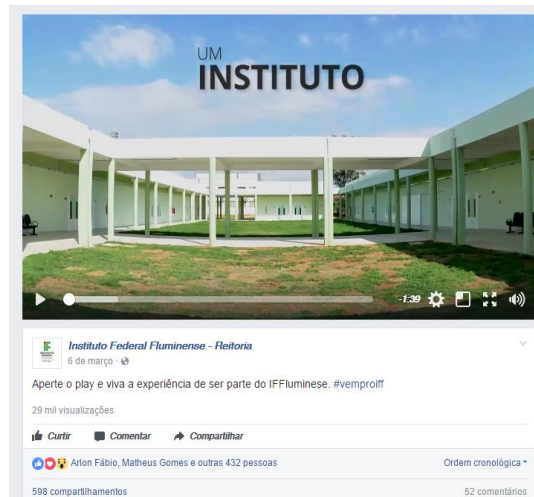 UM
INSTITUTO
-1:39
Instituto Federal Fluminense - Reitoria
6 de março ·
Aperte o play e viva a experiência de ser parte do IFFluminese. #vemproiff
29 mil visualizações
Curtir Comentar Compartilhar
Arlon Fábio, Matheus Gomes e outras 432 pessoas Ordem cronológica
598 compartilhamentos 52 comentários